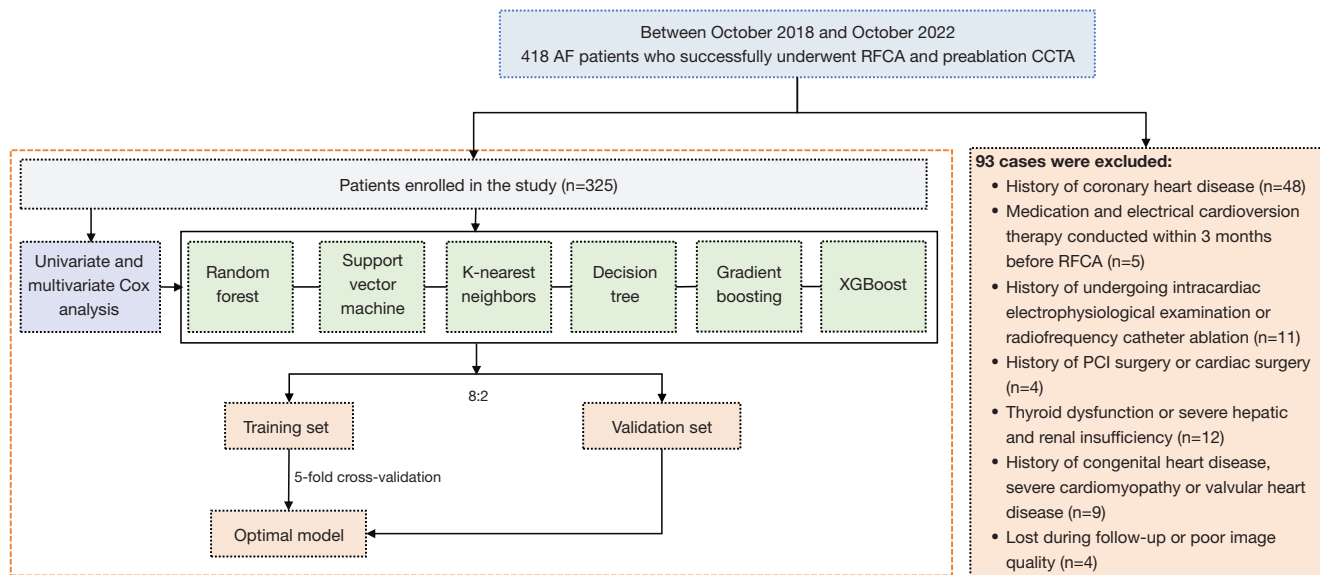 Between October 2018 and October 2022
418 AF patients who successfully underwent RFCA and preablation CCTA
Patients enrolled in the study (n=325)
Univariate and
multivariate Cox
analysis
Random
forest
Support
vector
machine
K-nearest
neighbors
Decision
tree
Gradient
boosting
XGBoost
8:2
Training set
Validation set
5-fold cross-validation
Optimal model
93 cases were excluded:
• History of coronary heart disease (n=48)
• Medication and electrical cardioversion
therapy conducted within 3 months
before RFCA (n=5)
• History of undergoing intracardiac
electrophysiological examination or
radiofrequency catheter ablation (n=11)
• History of PCI surgery or cardiac surgery
(n=4)
• Thyroid dysfunction or severe hepatic
and renal insufficiency (n=12)
• History of congenital heart disease,
severe cardiomyopathy or valvular heart
disease (n=9)
• Lost during follow-up or poor image
quality (n=4)